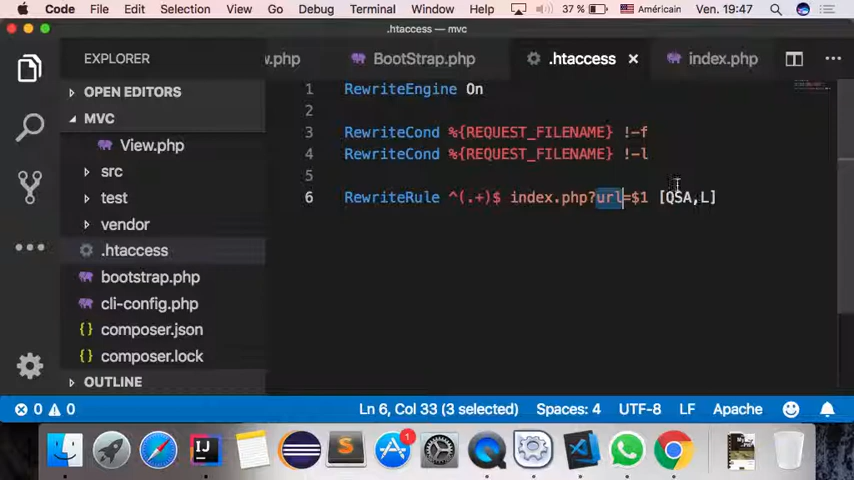 Code File Edit Selection View Go Debug Terminal Window Help 37 % Américain Ven. 19:47
.htaccess — mvc
EXPLORER
w.php BootStrap.php .htaccess index.php
OPEN EDITORS
MVC
View.php
src
test
vendor
.htaccess
bootstrap.php
cli-config.php
composer.json
composer.lock
OUTLINE
1 RewriteEngine On
2
3 RewriteCond %{REQUEST_FILENAME} !-f
4 RewriteCond %{REQUEST_FILENAME} !-l
5
6 RewriteRule ^(.+)$ index.php?url=$1 [QSA,L]
0 0 Ln 6, Col 33 (3 selected) Spaces: 4 UTF-8 LF Apache
IJ
1